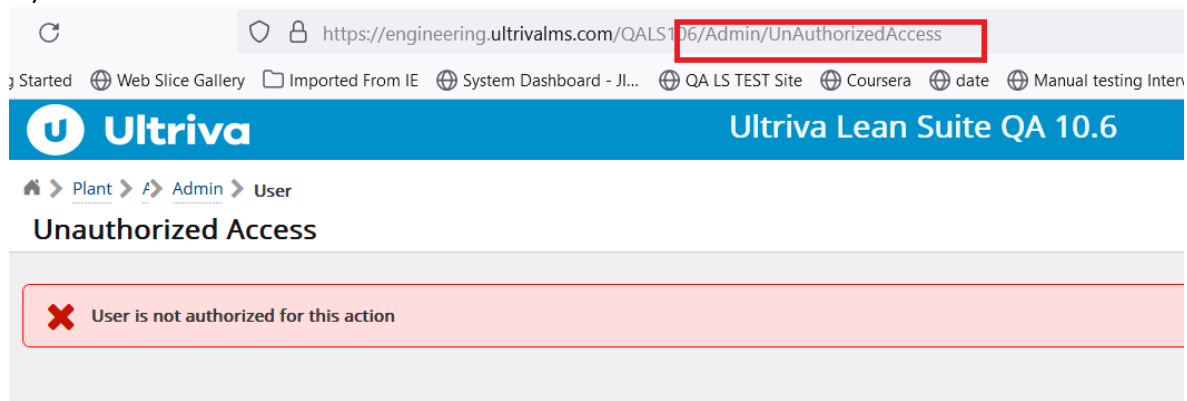 https://engineering.ultrivalms.com/QALS106/Admin/UnAuthorizedAccess
Started Web Slice Gallery Imported From IE System Dashboard - JI... QA LS TEST Site Coursera date Manual testing Interv
u Ultriva Ultriva Lean Suite QA 10.6
Plant A Admin User
Unauthorized Access
User is not authorized for this action